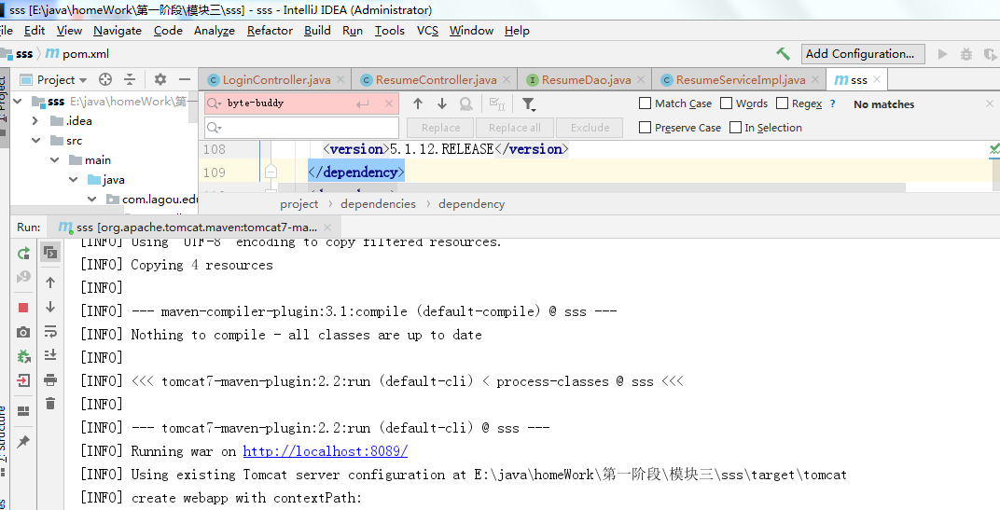 sss [E:\java\homeWork\第一阶段\模块三\sss] - sss - IntelliJ IDEA (Administrator)
ile Edit View Navigate Code Analyze Refactor Build Run Tools VCS Window Help
sss pom.xml Add Configuration...
Project
Project LoginController.java ResumeController.java ResumeDao.java ResumeServiceImpl.java sss
sss E:\java\homeWork\第一
.idea
src
main
java
com.lagou.edu
byte-buddy Match Case Words Regex ? No matches
Replace Replace all Exclude Preserve Case In Selection
108 <version>5.1.12.RELEASE</version>
109 </dependency>
project dependencies dependency
Run: sss [org.apache.tomcat.maven:tomcat7-ma...
[INFO] Using 'UTF-8' encoding to copy filtered resources.
[INFO] Copying 4 resources
[INFO]
[INFO] --- maven-compiler-plugin:3.1:compile (default-compile) @ sss ---
[INFO] Nothing to compile - all classes are up to date
[INFO]
[INFO] <<< tomcat7-maven-plugin:2.2:run (default-cli) < process-classes @ sss <<<
[INFO]
[INFO] --- tomcat7-maven-plugin:2.2:run (default-cli) @ sss ---
[INFO] Running war on http://localhost:8089/
[INFO] Using existing Tomcat server configuration at E:\java\homeWork\第一阶段\模块三\sss\target\tomcat
[INFO] create webapp with contextPath:
Z: Structure